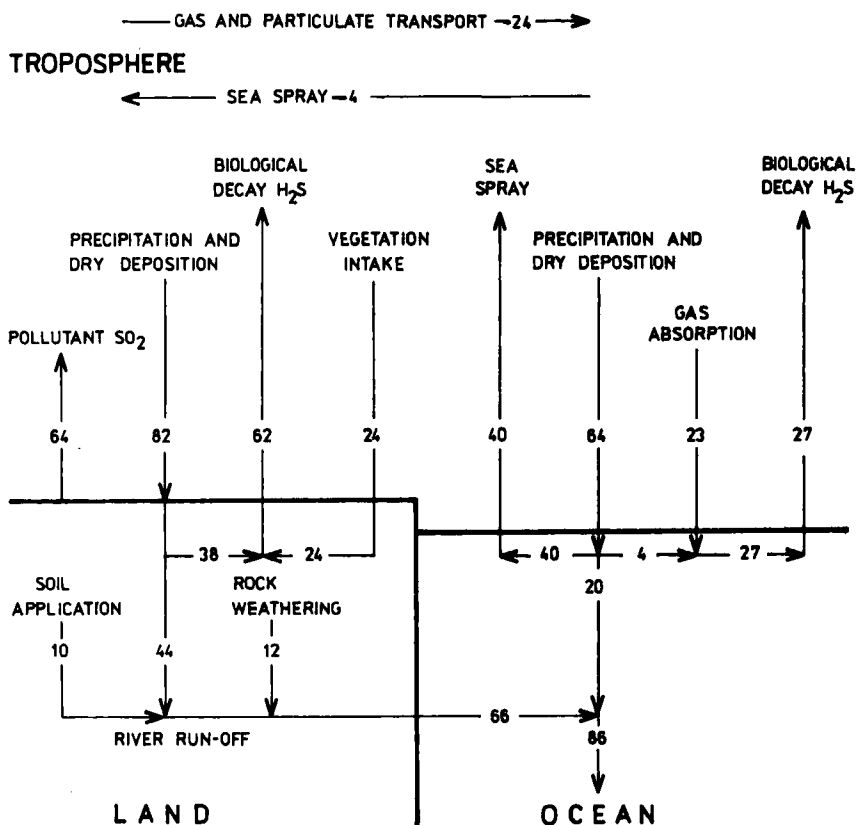 GAS AND PARTICULATE TRANSPORT –24
TROPOSPHERE
SEA SPRAY –4
BIOLOGICAL
DECAY H2S
SEA
SPRAY
BIOLOGICAL
DECAY H2S
PRECIPITATION AND
DRY DEPOSITION
VEGETATION
INTAKE
PRECIPITATION AND
DRY DEPOSITION
GAS
ABSORPTION
POLLUTANT SO2
64 82 62 24 40 64 23 27
38 24 40 4 27
SOIL
APPLICATION
ROCK
WEATHERING
20
10 44 12
66
RIVER RUN-OFF
86
LAND OCEAN